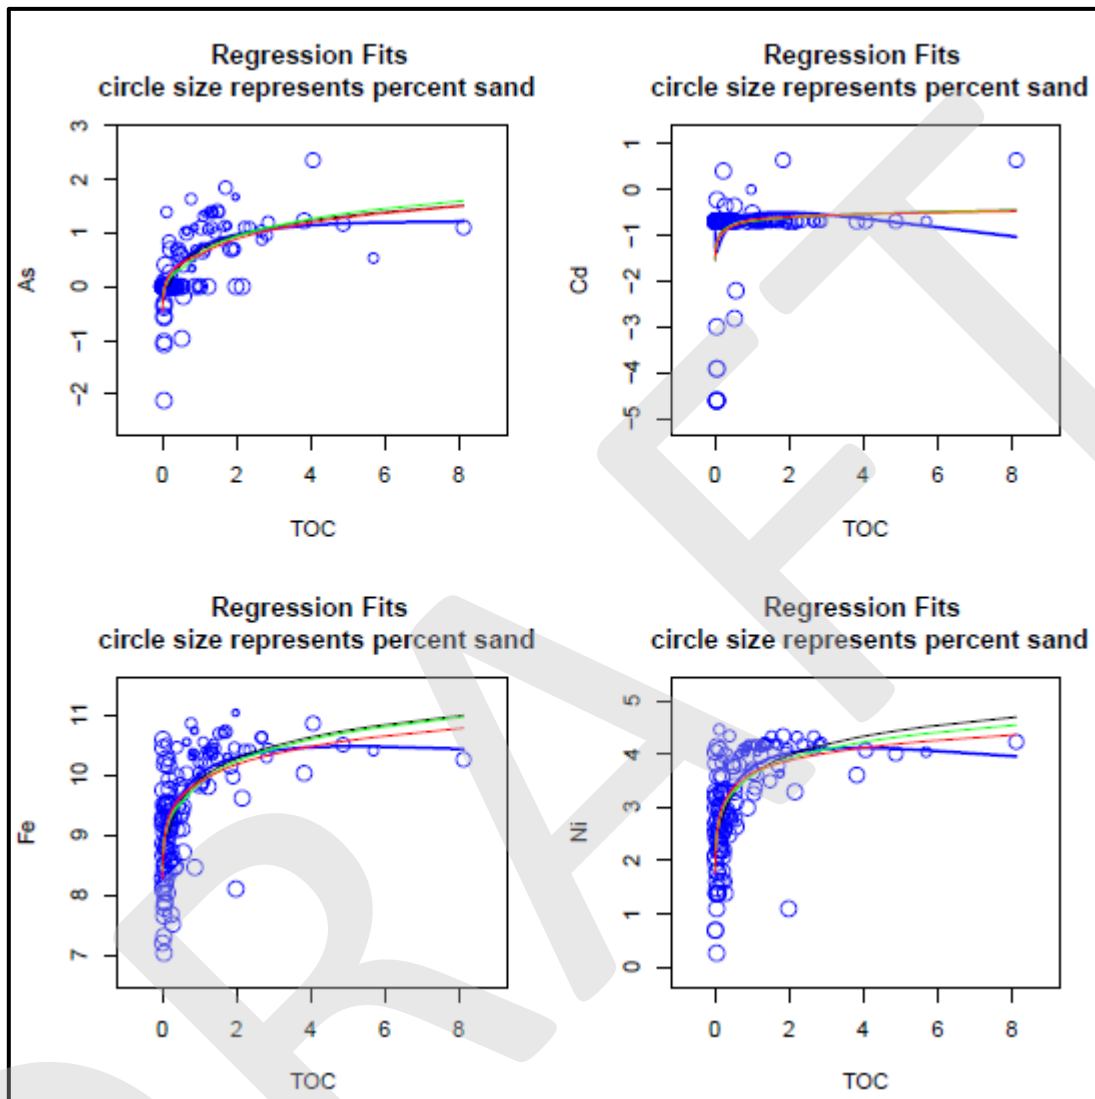 Regression Fits
circle size represents percent sand
3
2
1
0
−1
−2
As
0 2 4 6 8
TOC
Regression Fits
circle size represents percent sand
1
0
−1
−2
−3
−4
−5
Cd
0 2 4 6 8
TOC
Regression Fits
circle size represents percent sand
11
10
9
8
7
Fe
0 2 4 6 8
TOC
Regression Fits
circle size represents percent sand
5
4
3
2
1
0
Ni
0 2 4 6 8
TOC
DRAFT